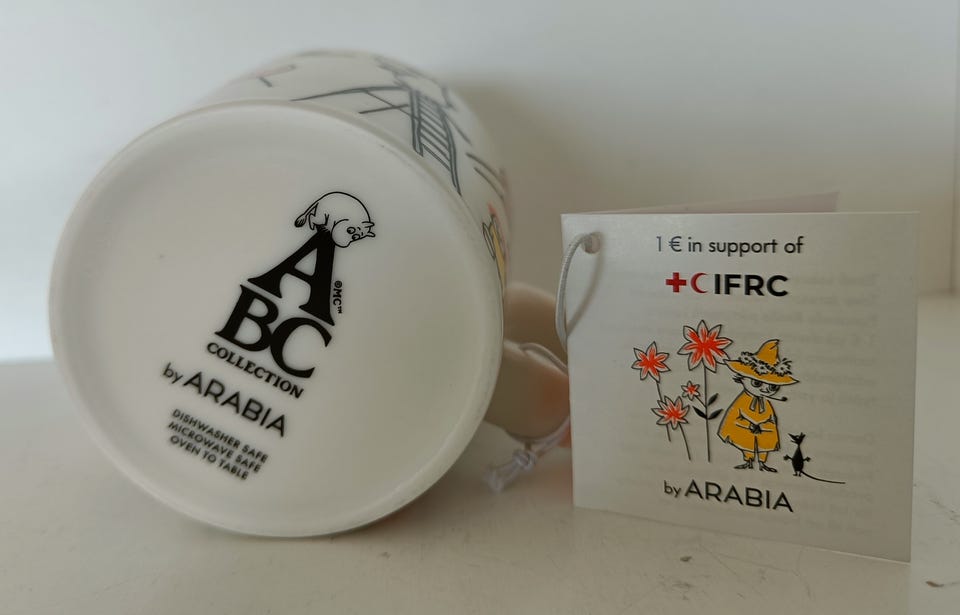 A
BC
©MC™
COLLECTION
by ARABIA
DISHWASHER SAFE
MICROWAVE SAFE
OVEN TO TABLE
1 € in support of
IFRC
by ARABIA